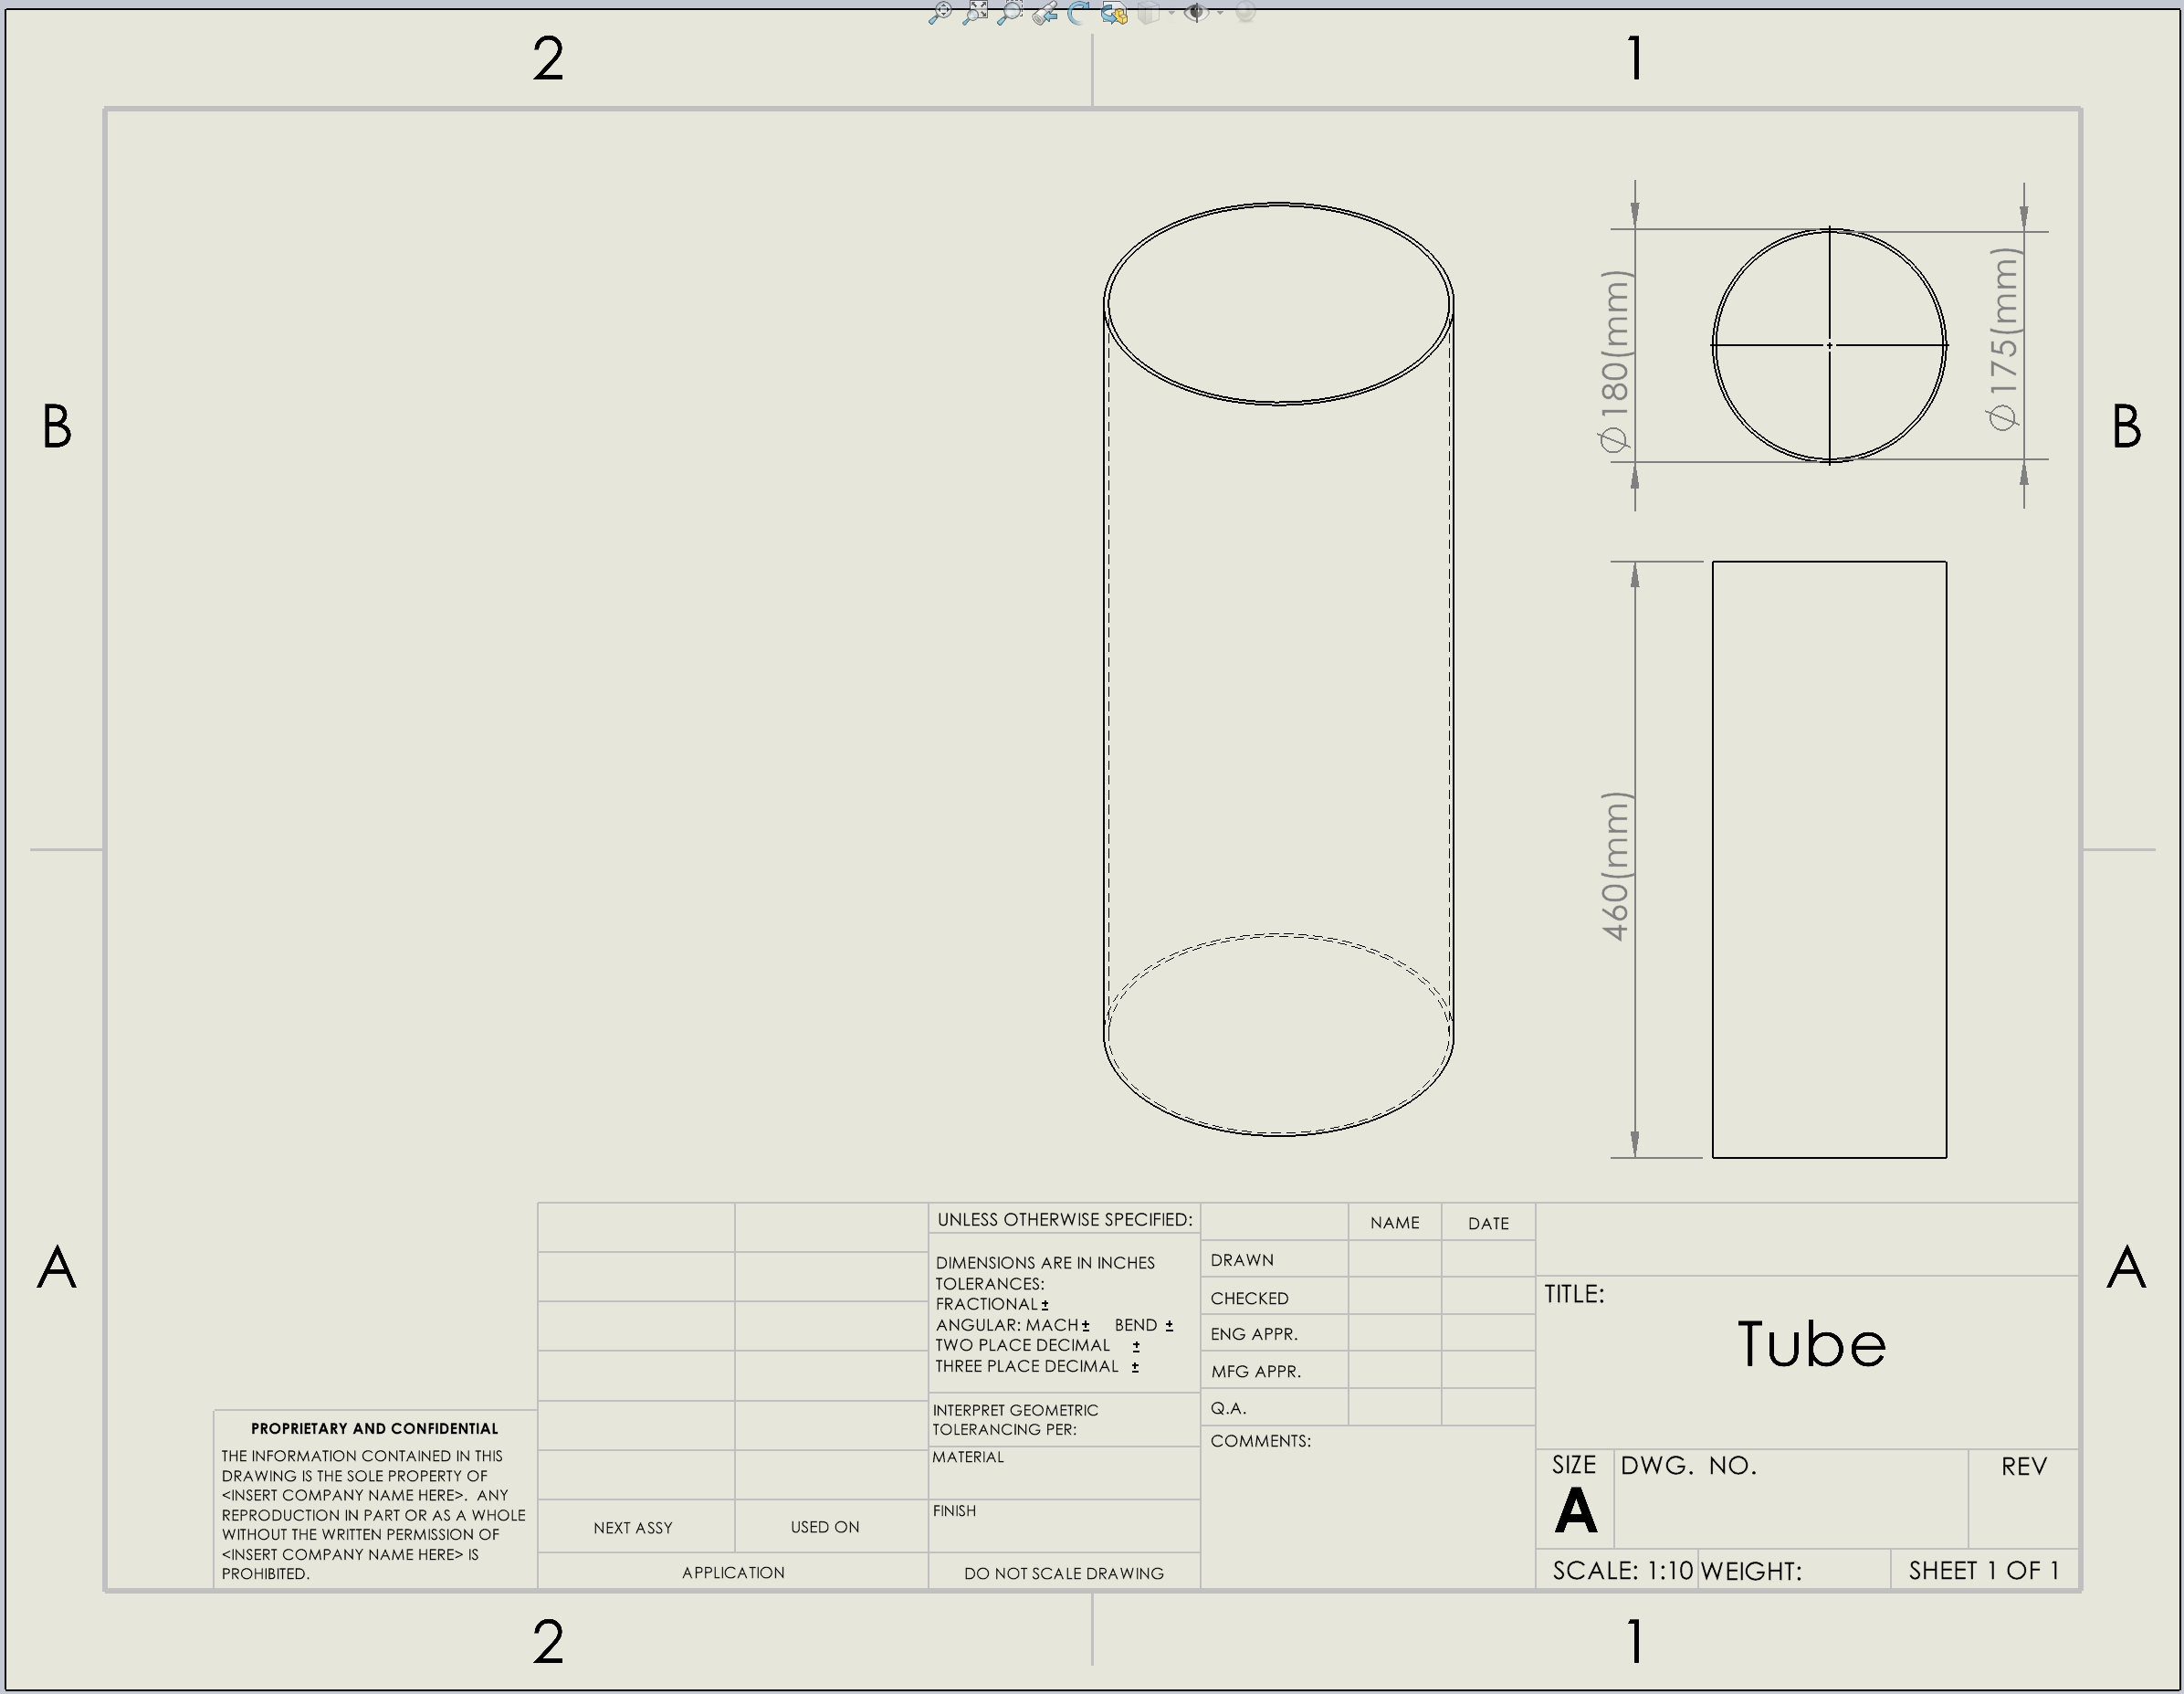 2
1
B
B
Ø180(mm)
Ø175(mm)
460(mm)
A
A
UNLESS OTHERWISE SPECIFIED:
DIMENSIONS ARE IN INCHES
TOLERANCES:
FRACTIONAL±
ANGULAR: MACH± BEND ±
TWO PLACE DECIMAL ±
THREE PLACE DECIMAL ±
INTERPRET GEOMETRIC
TOLERANCING PER:
MATERIAL
FINISH
DO NOT SCALE DRAWING
NAME DATE
DRAWN
CHECKED
ENG APPR.
MFG APPR.
Q.A.
COMMENTS:
TITLE:
Tube
SIZE
A
DWG. NO.
REV
SCALE: 1:10
WEIGHT:
SHEET 1 OF 1
PROPRIETARY AND CONFIDENTIAL
THE INFORMATION CONTAINED IN THIS
DRAWING IS THE SOLE PROPERTY OF
<INSERT COMPANY NAME HERE>. ANY
REPRODUCTION IN PART OR AS A WHOLE
WITHOUT THE WRITTEN PERMISSION OF
<INSERT COMPANY NAME HERE> IS
PROHIBITED.
NEXT ASSY
USED ON
APPLICATION
2
1